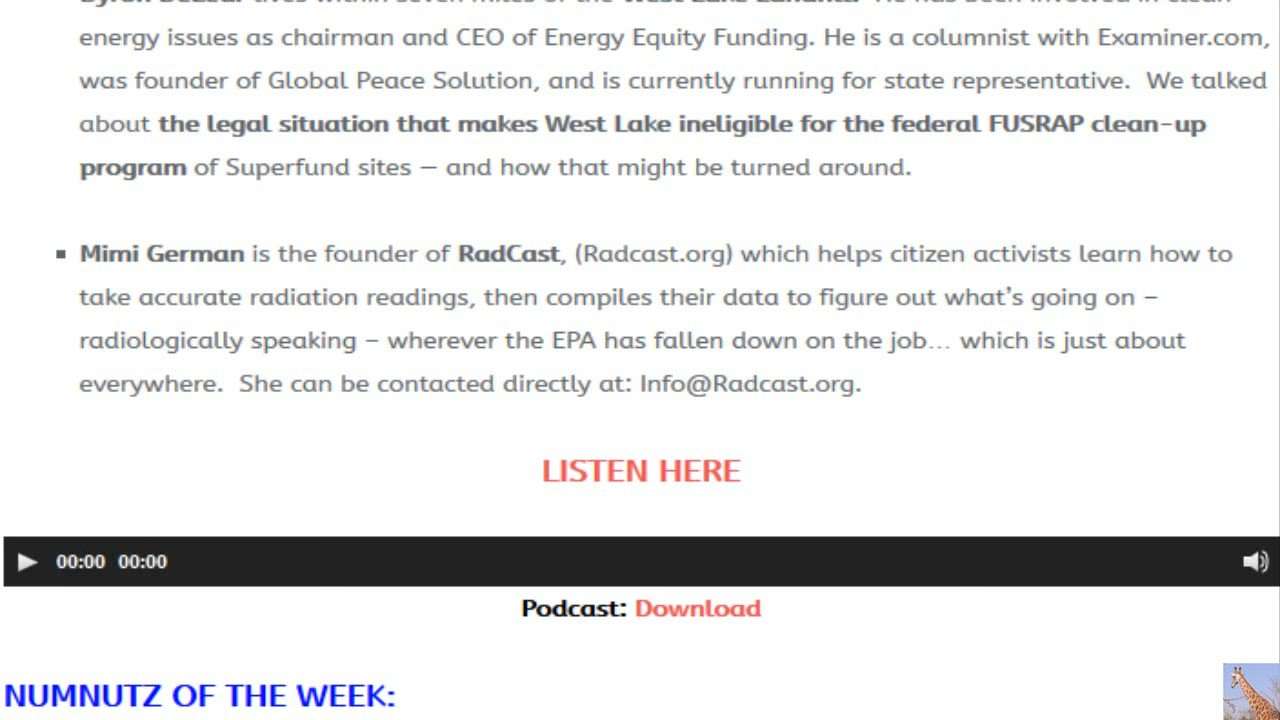 energy issues as chairman and CEO of Energy Equity Funding. He is a columnist with Examiner.com,
was founder of Global Peace Solution, and is currently running for state representative.  We talked
about the legal situation that makes West Lake ineligible for the federal FUSRAP clean-up
program of Superfund sites – and how that might be turned around.
▪ Mimi German is the founder of RadCast, (Radcast.org) which helps citizen activists learn how to
take accurate radiation readings, then compiles their data to figure out what’s going on –
radiologically speaking – wherever the EPA has fallen down on the job… which is just about
everywhere.  She can be contacted directly at: Info@Radcast.org.
LISTEN HERE
00:00 00:00
Podcast: Download
NUMNUTZ OF THE WEEK: